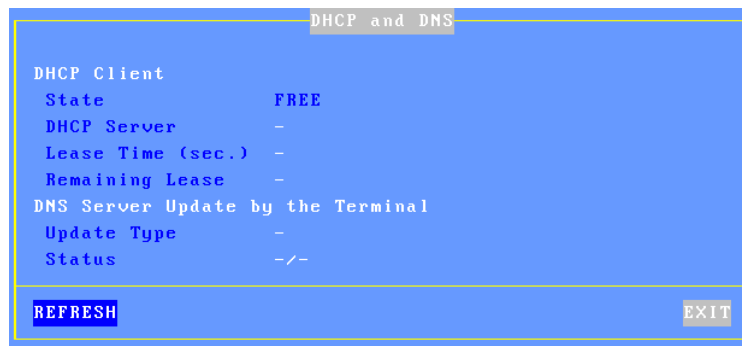 DHCP and DNS
DHCP Client
State FREE
DHCP Server -
Lease Time (sec.) -
Remaining Lease -
DNS Server Update by the Terminal
Update Type -
Status -/-
REFRESH EXIT